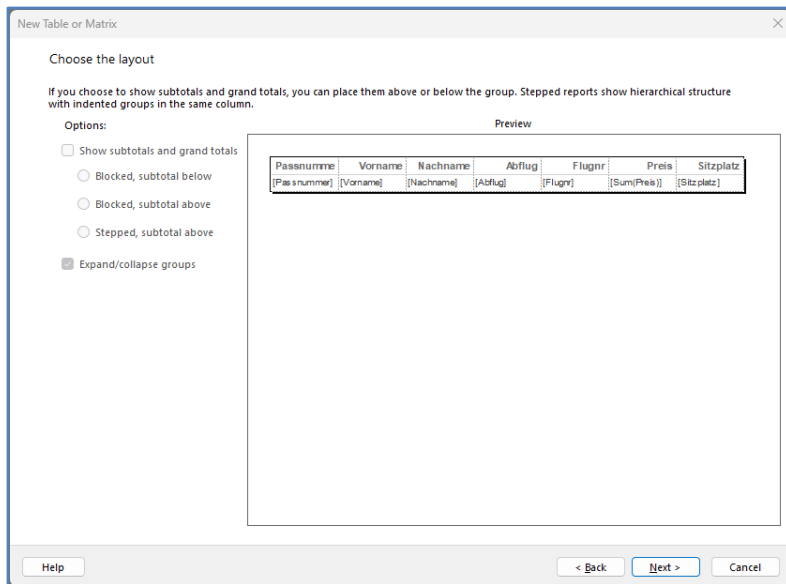 New Table or Matrix
Choose the layout
If you choose to show subtotals and grand totals, you can place them above or below the group. Stepped reports show hierarchical structure
with indented groups in the same column.
Options:
Preview
Show subtotals and grand totals
Blocked, subtotal below
Blocked, subtotal above
Stepped, subtotal above
Expand/collapse groups
Passnumme Vorname Nachname Abflug Flugnr Preis Sitzplatz
[Passnummer] [Vorname] [Nachname] [Abflug] [Flugnr] [Sum(Preis)] [Sitzplatz]
Help
< Back
Next >
Cancel